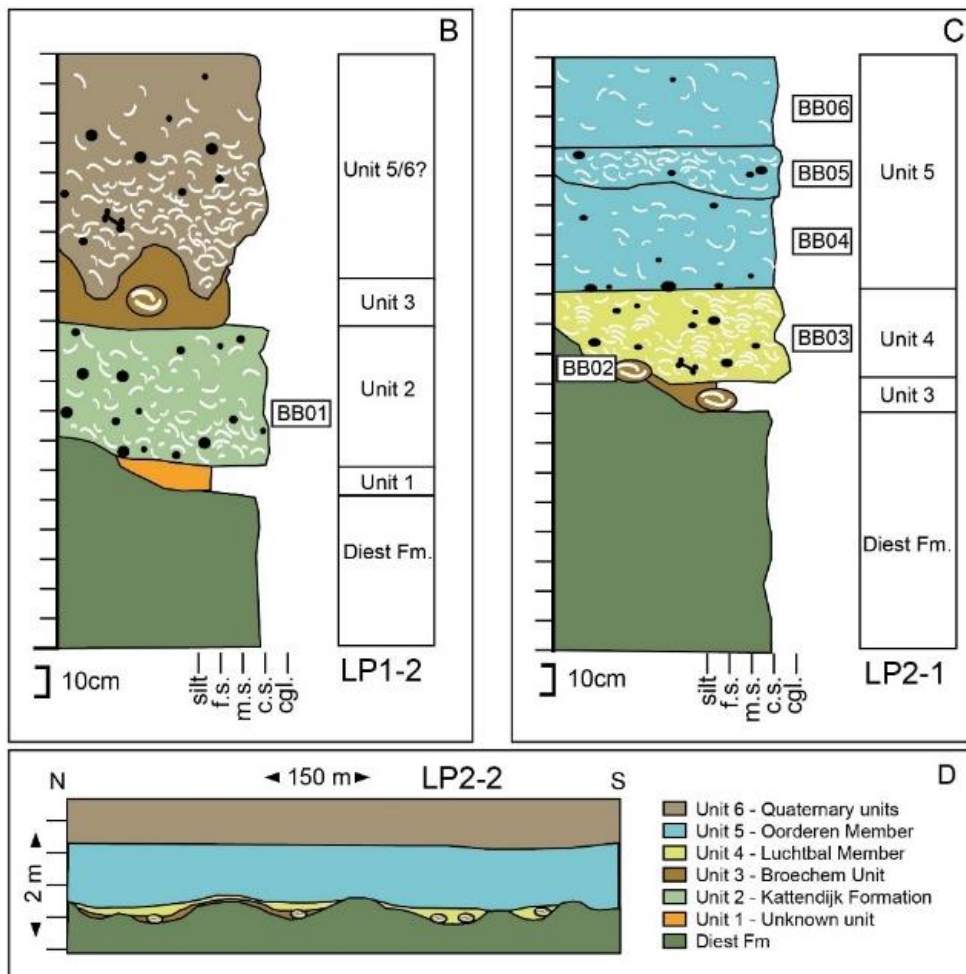 B
Unit 5/6?
Unit 3
Unit 2
BB01
Unit 1
Diest Fm.
10cm
silt
f.s.
m.s.
c.s.
cgl.
LP1-2
C
BB06
BB05
Unit 5
BB04
BB03
Unit 4
BB02
Unit 3
Diest Fm.
10cm
silt
f.s.
m.s.
c.s.
cgl.
LP2-1
D
N
150 m
LP2-2
S
2 m
Unit 6 - Quaternary units
Unit 5 - Oorderen Member
Unit 4 - Luchtbal Member
Unit 3 - Broechem Unit
Unit 2 - Kattendijk Formation
Unit 1 - Unknown unit
Diest Fm